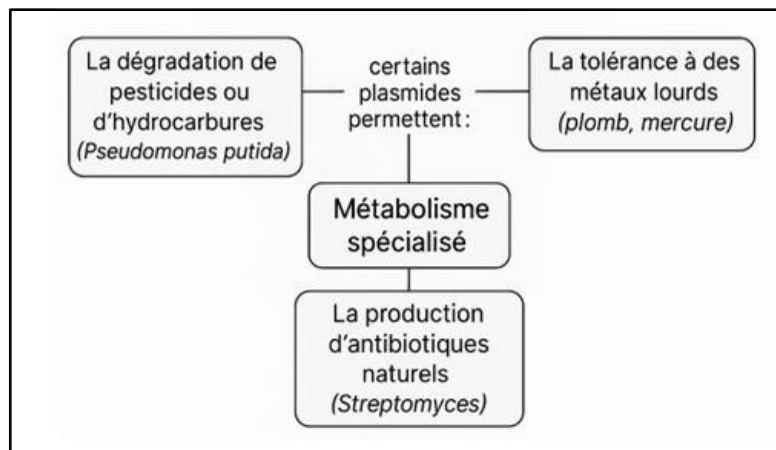 La dégradation de
pesticides ou
d'hydrocarbures
(Pseudomonas putida)
certains
plasmides
permettent :
La tolérance à des
métaux lourds
(plomb, mercure)
Métabolisme
spécialisé
La production
d'antibiotiques
naturels
(Streptomyces)